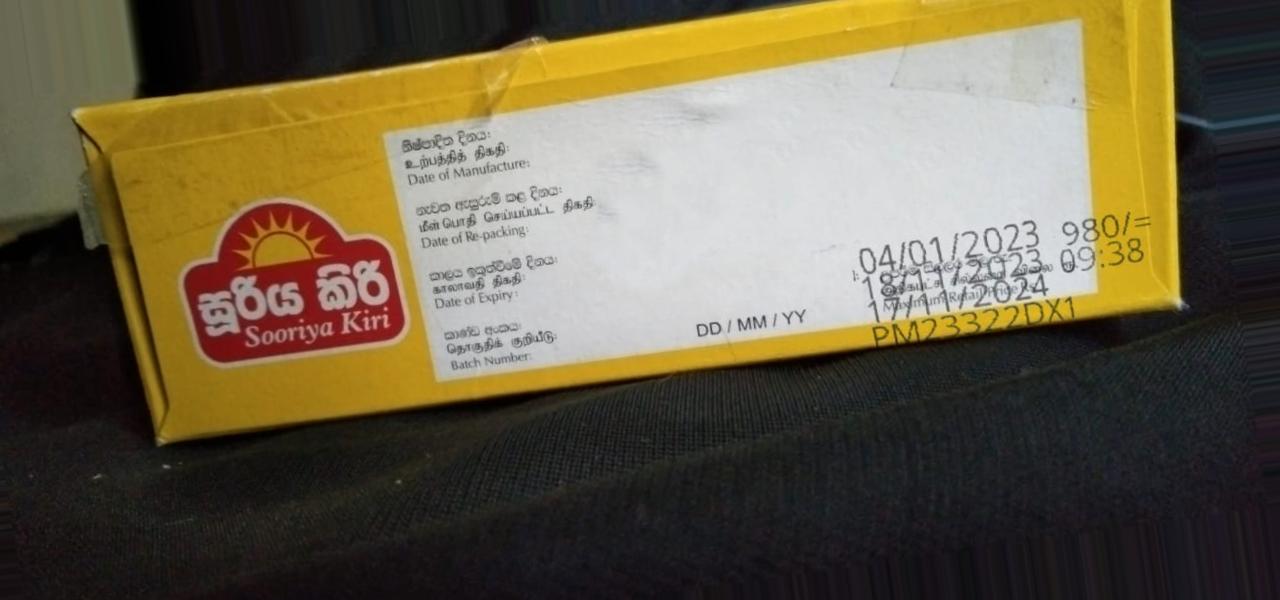 සූරිය කිරි
Sooriya Kiri
නිෂ්පාදිත දිනය:
உற்பத்தித் திகதி:
Date of Manufacture:
නැවත ඇසුරුම් කළ දිනය:
மீள் பொதி செய்யப்பட்ட திகதி:
Date of Re-packing:
කාලය ඉකුත්වීමේ දිනය:
காலாவதி திகதி:
Date of Expiry:
කාණ්ඩ අංකය:
தொகுதிக் குறியீடு:
Batch Number:
DD / MM / YY
04/01/2023 980/=
18/11/2023 09:38
17/11/2024
Maximum Retail Price
PM23322DX1